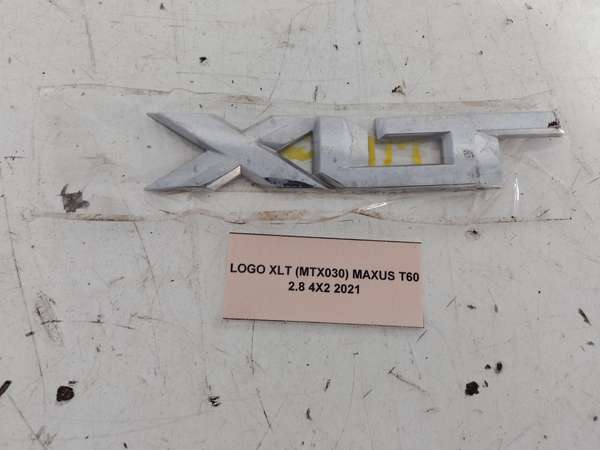 XLT
LOGO XLT (MTX030) MAXUS T60
2.8 4X2 2021